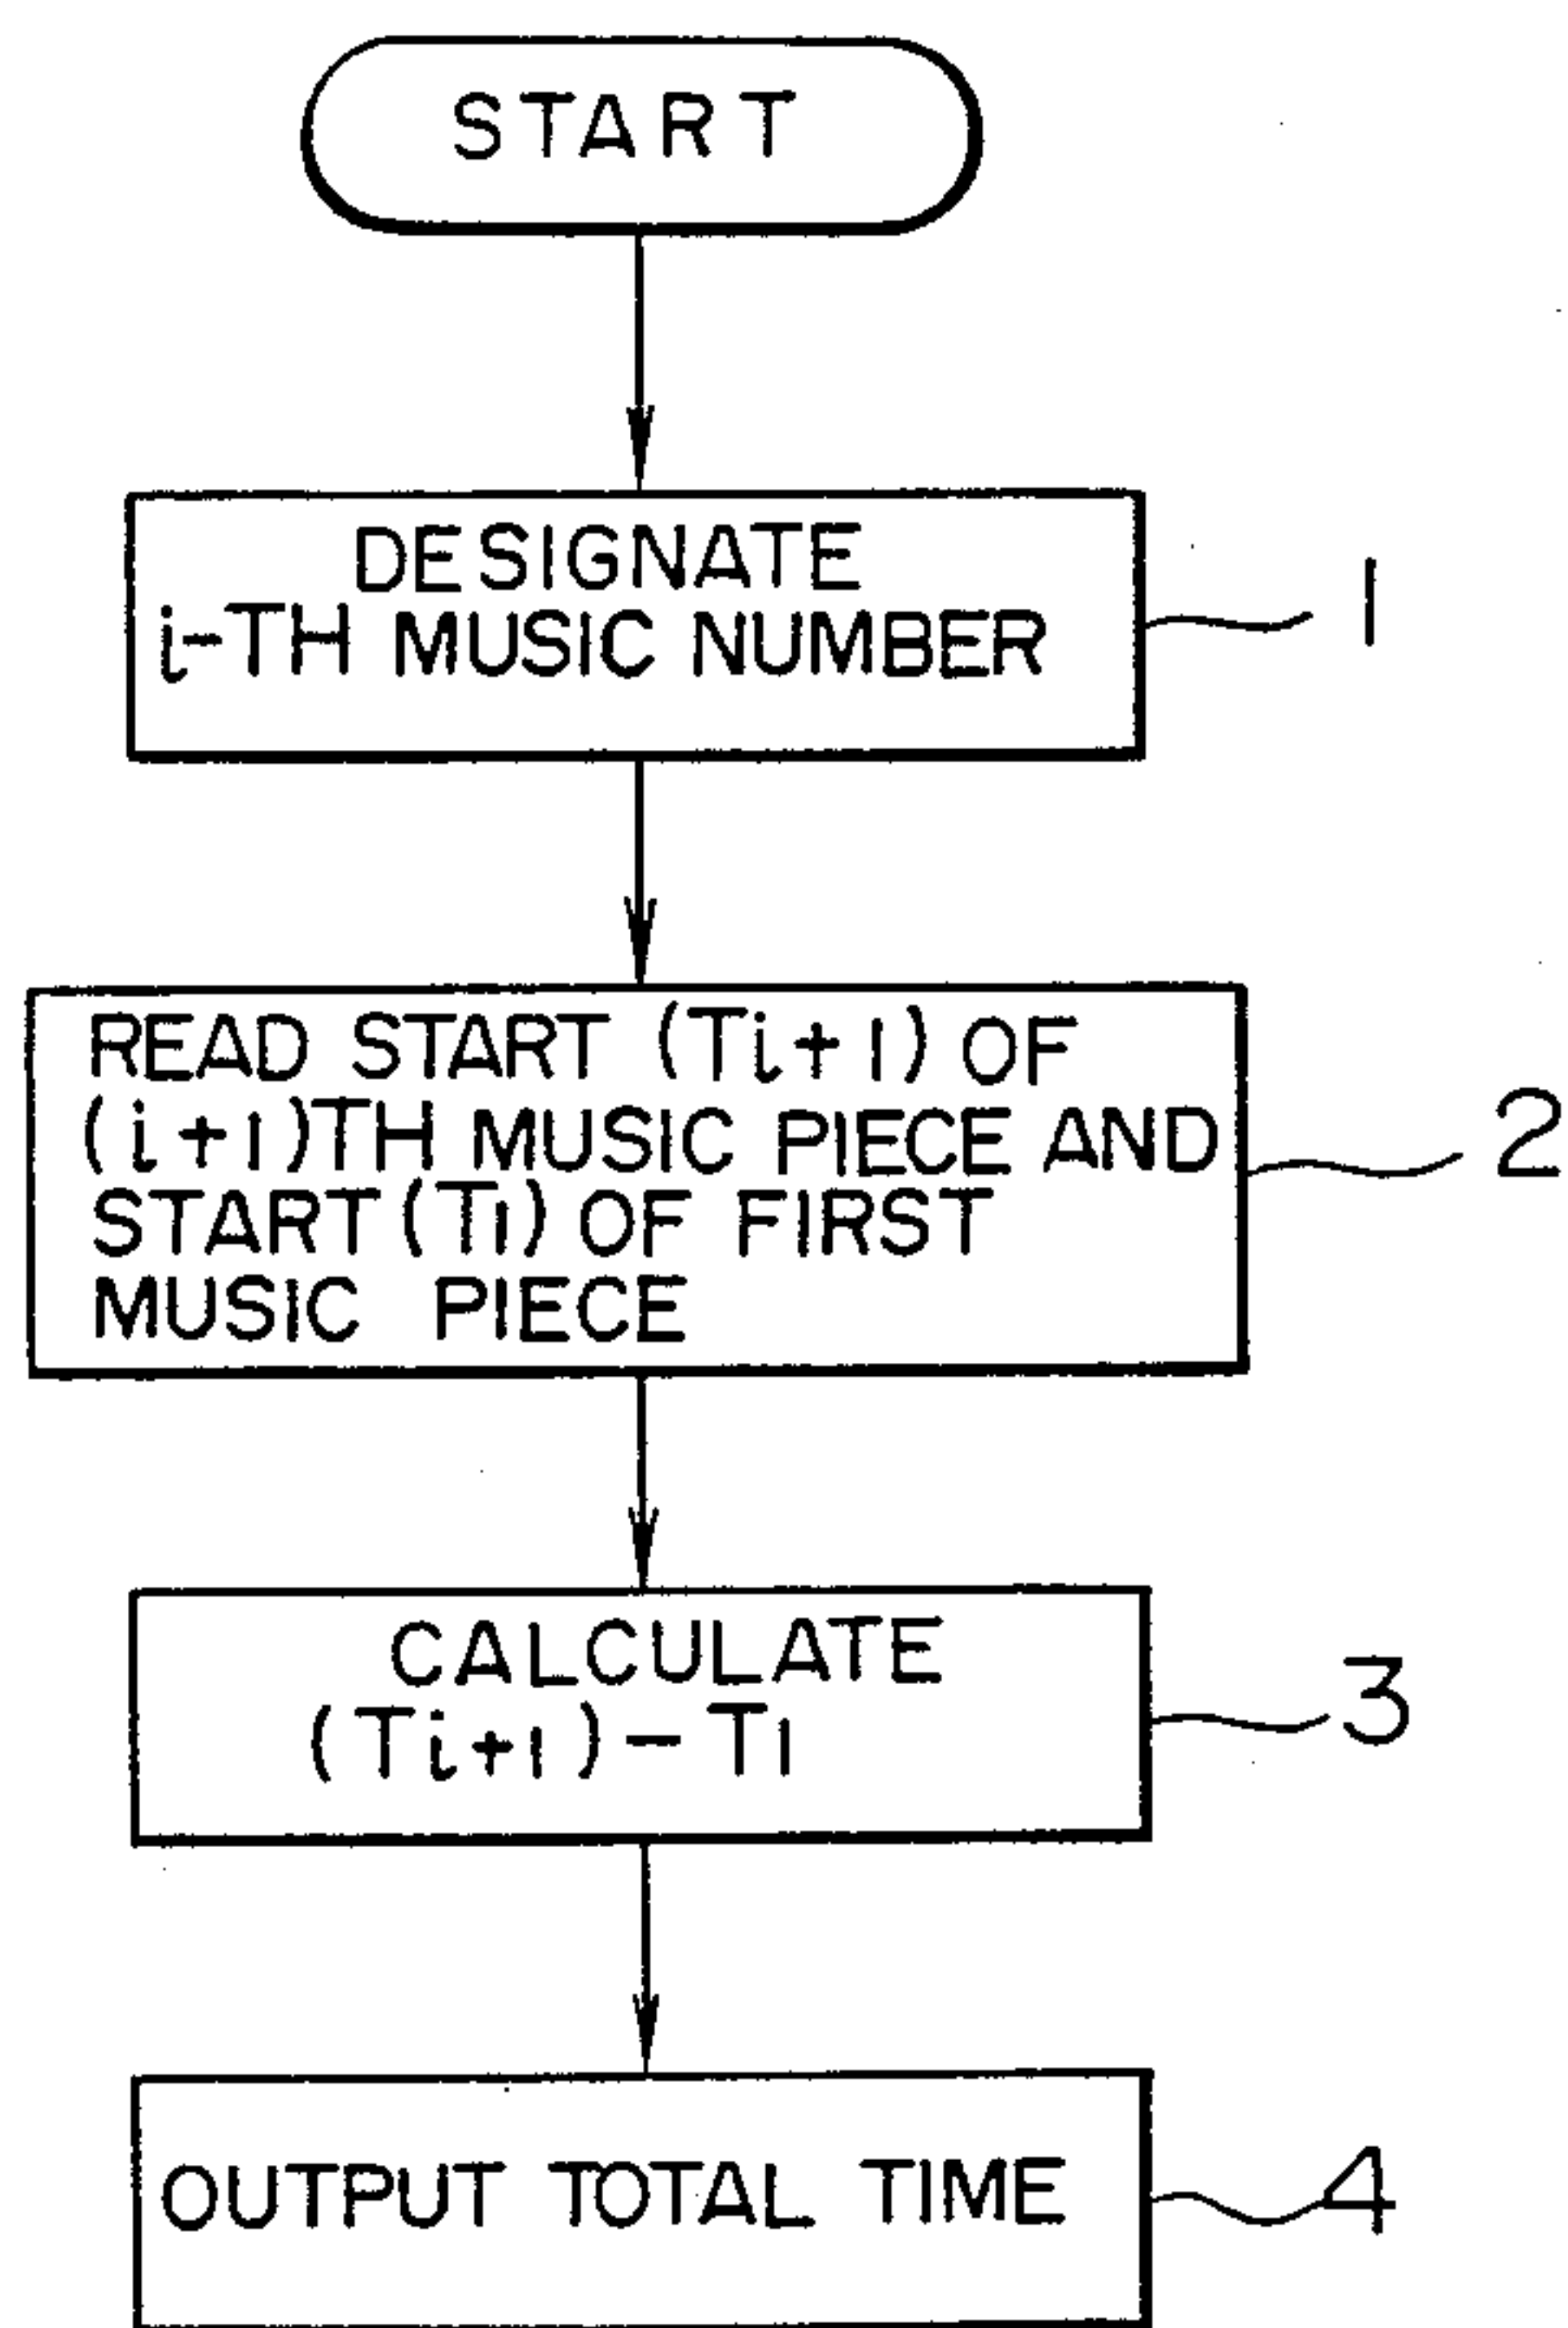 START
DESIGNATE
i-TH MUSIC NUMBER
1
READ START (Ti+1) OF
(i+1)TH MUSIC PIECE AND
START (T1) OF FIRST
MUSIC PIECE
2
CALCULATE
(Ti+1)-T1
3
OUTPUT TOTAL TIME
4